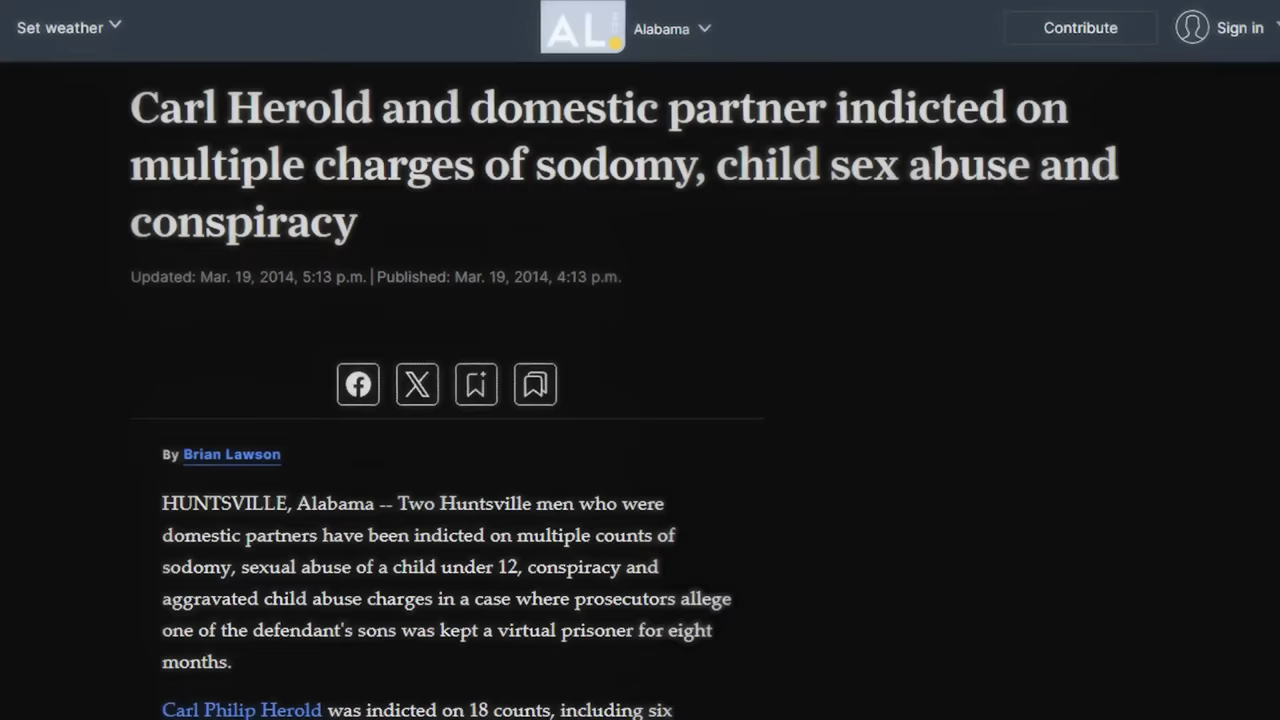 Set weather
AL.
Alabama
Contribute
Sign in
Carl Herold and domestic partner indicted on
multiple charges of sodomy, child sex abuse and
conspiracy
Updated: Mar. 19, 2014, 5:13 p.m. | Published: Mar. 19, 2014, 4:13 p.m.
By Brian Lawson
HUNTSVILLE, Alabama -- Two Huntsville men who were
domestic partners have been indicted on multiple counts of
sodomy, sexual abuse of a child under 12, conspiracy and
aggravated child abuse charges in a case where prosecutors allege
one of the defendant's sons was kept a virtual prisoner for eight
months.
Carl Philip Herold was indicted on 18 counts, including six